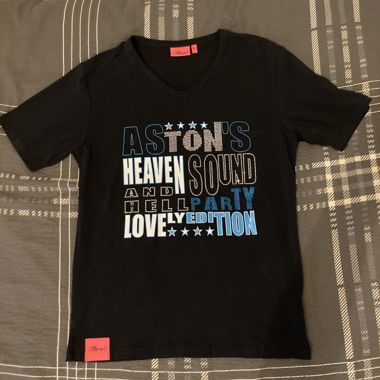 ASTON'S
HEAVEN SOUND
AND
HELL PARTY
LOVELY EDITION